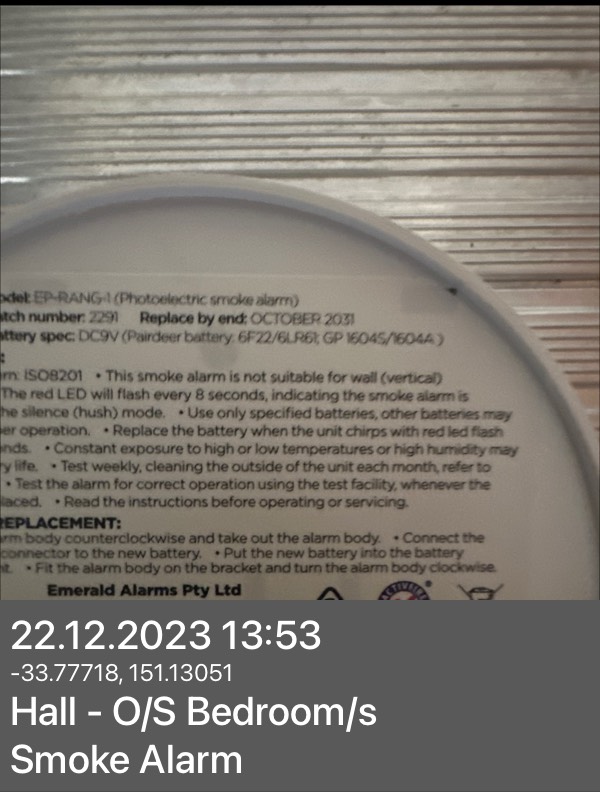 odel: EP-RANG-1 (Photoelectric smoke alarm)
atch number: 2291 Replace by end: OCTOBER 2031
attery spec: DC9V (Pairdeer battery: 6F22/6LR61; GP 1604S/1604A)
:
rn: ISO8201 • This smoke alarm is not suitable for wall (vertical)
The red LED will flash every 8 seconds, indicating the smoke alarm is
he silence (hush) mode. • Use only specified batteries, other batteries may
er operation. • Replace the battery when the unit chirps with red led flash
nds. • Constant exposure to high or low temperatures or high humidity may
ry life. • Test weekly, cleaning the outside of the unit each month, refer to
• Test the alarm for correct operation using the test facility, whenever the
laced. • Read the instructions before operating or servicing.
REPLACEMENT:
rm body counterclockwise and take out the alarm body. • Connect the
connector to the new battery. • Put the new battery into the battery
nt. • Fit the alarm body on the bracket and turn the alarm body clockwise.
Emerald Alarms Pty Ltd
ACTIVFIRE
22.12.2023 13:53
-33.77718, 151.13051
Hall - O/S Bedroom/s
Smoke Alarm